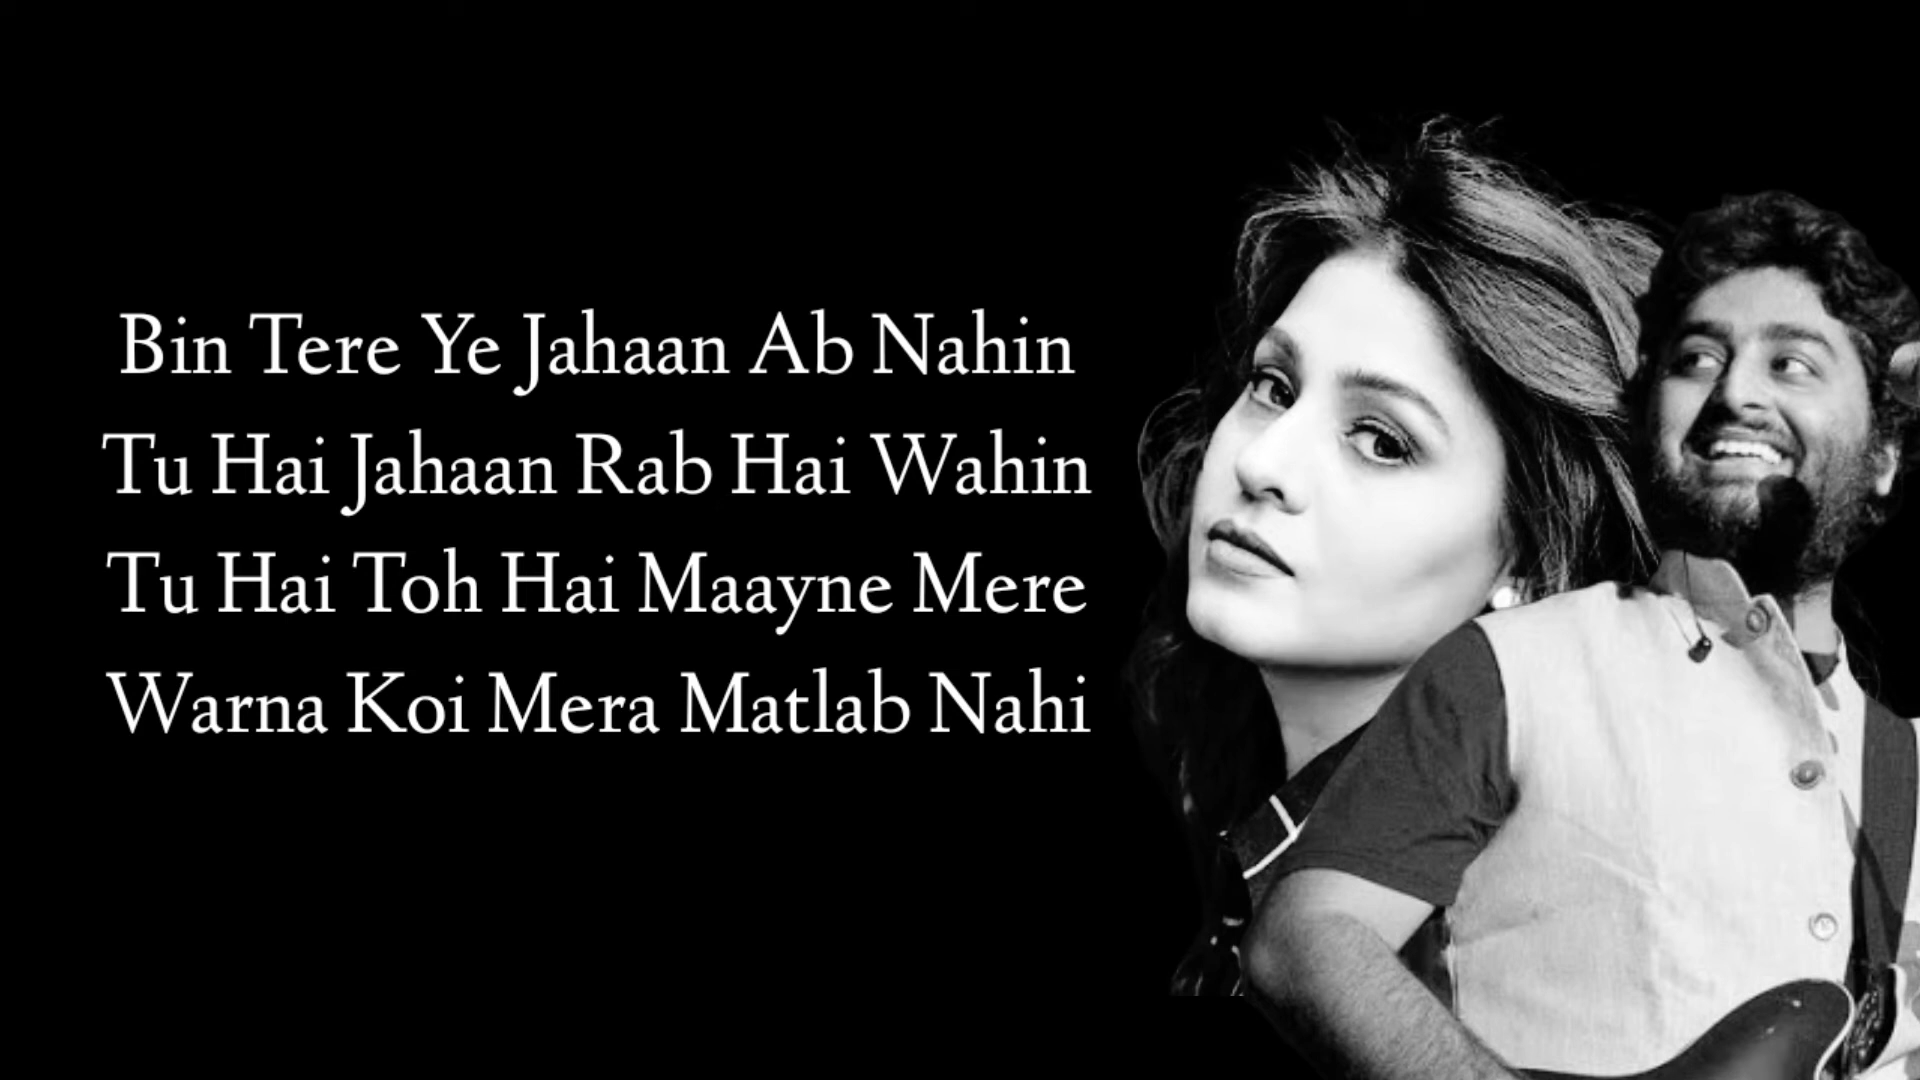 Bin Tere Ye Jahaan Ab Nahin
Tu Hai Jahaan Rab Hai Wahin
Tu Hai Toh Hai Maayne Mere
Warna Koi Mera Matlab Nahi